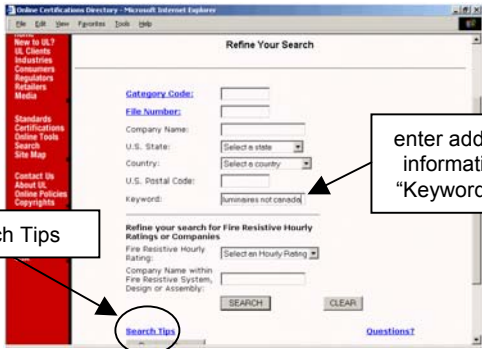 Online Certifications Directory - Microsoft Internet Explorer
File Edit View Favorites Tools Help
New to UL?
UL Clients
Industries
Consumers
Regulators
Retailers
Media
Standards
Certifications
Online Tools
Search
Site Map
Contact Us
About UL
Online Policies
Copyrights
Refine Your Search
Category Code:
File Number:
Company Name:
U.S. State: Select a state
Country: Select a country
U.S. Postal Code:
Keyword: luminaires not canada
Refine your search for Fire Resistive Hourly
Ratings or Companies
Fire Resistive Hourly
Rating: Select an Hourly Rating
Company Name within
Fire Resistive System,
Design or Assembly:
SEARCH CLEAR
Search Tips Questions?
enter add
informati
"Keyword
ch Tips